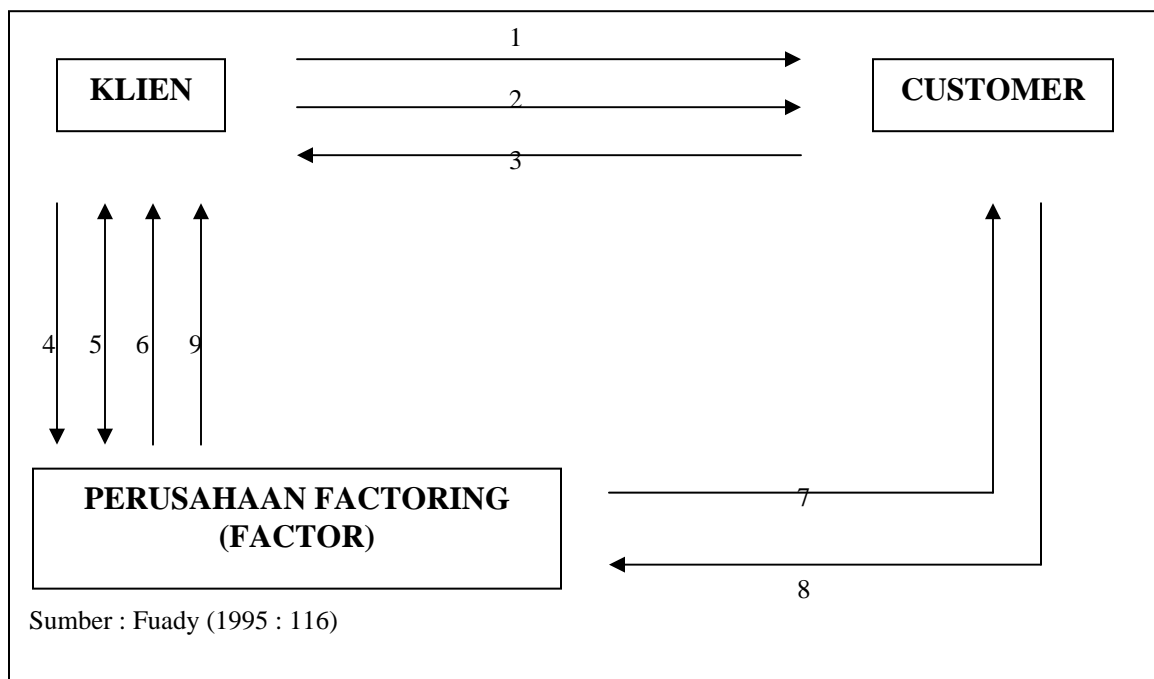 1
KLIEN
CUSTOMER
2
3
4
5
6
9
PERUSAHAAN FACTORING
(FACTOR)
7
8
Sumber : Fuady (1995 : 116)